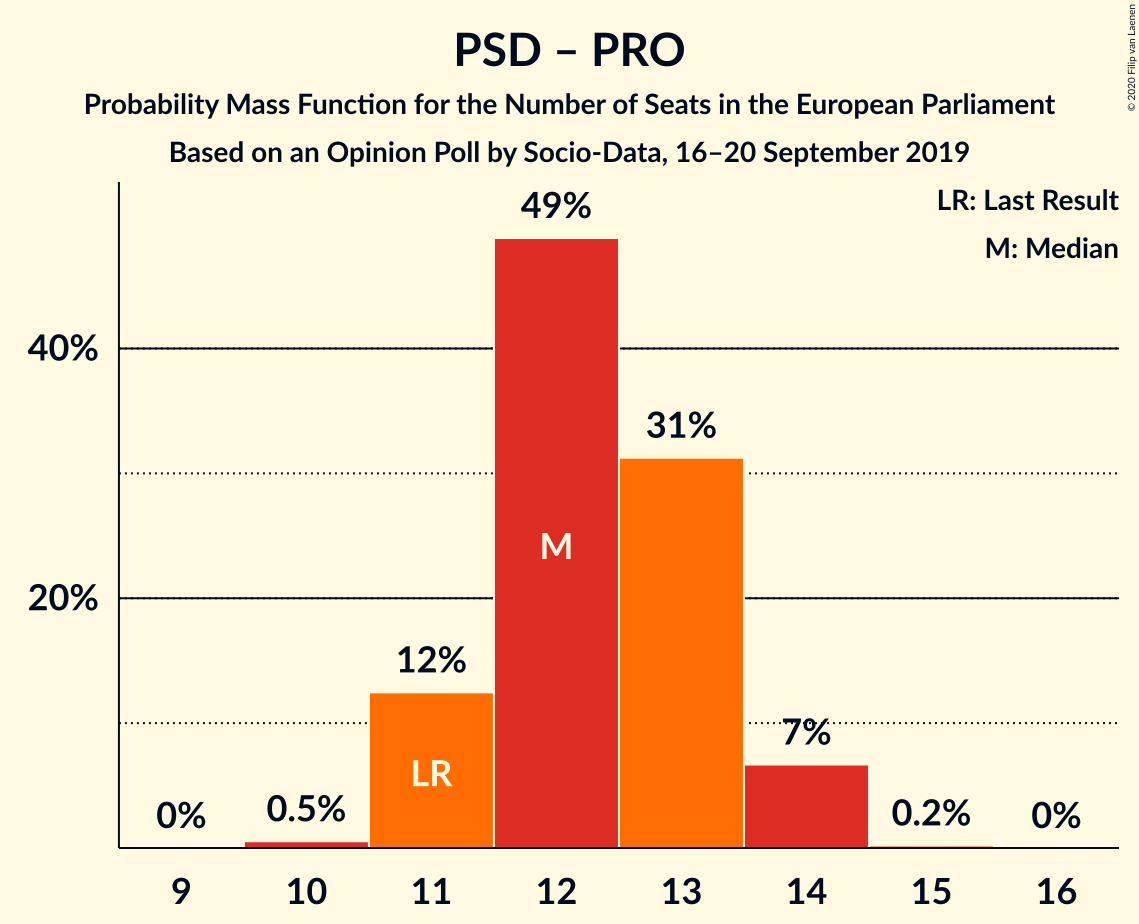 PSD – PRO
Probability Mass Function for the Number of Seats in the European Parliament
Based on an Opinion Poll by Socio-Data, 16–20 September 2019
© 2020 Filip van Laenen
LR: Last Result
M: Median
49%
40%
31%
M
20%
12%
7%
LR
0%
0.5%
0.2%
0%
9 10 11 12 13 14 15 16